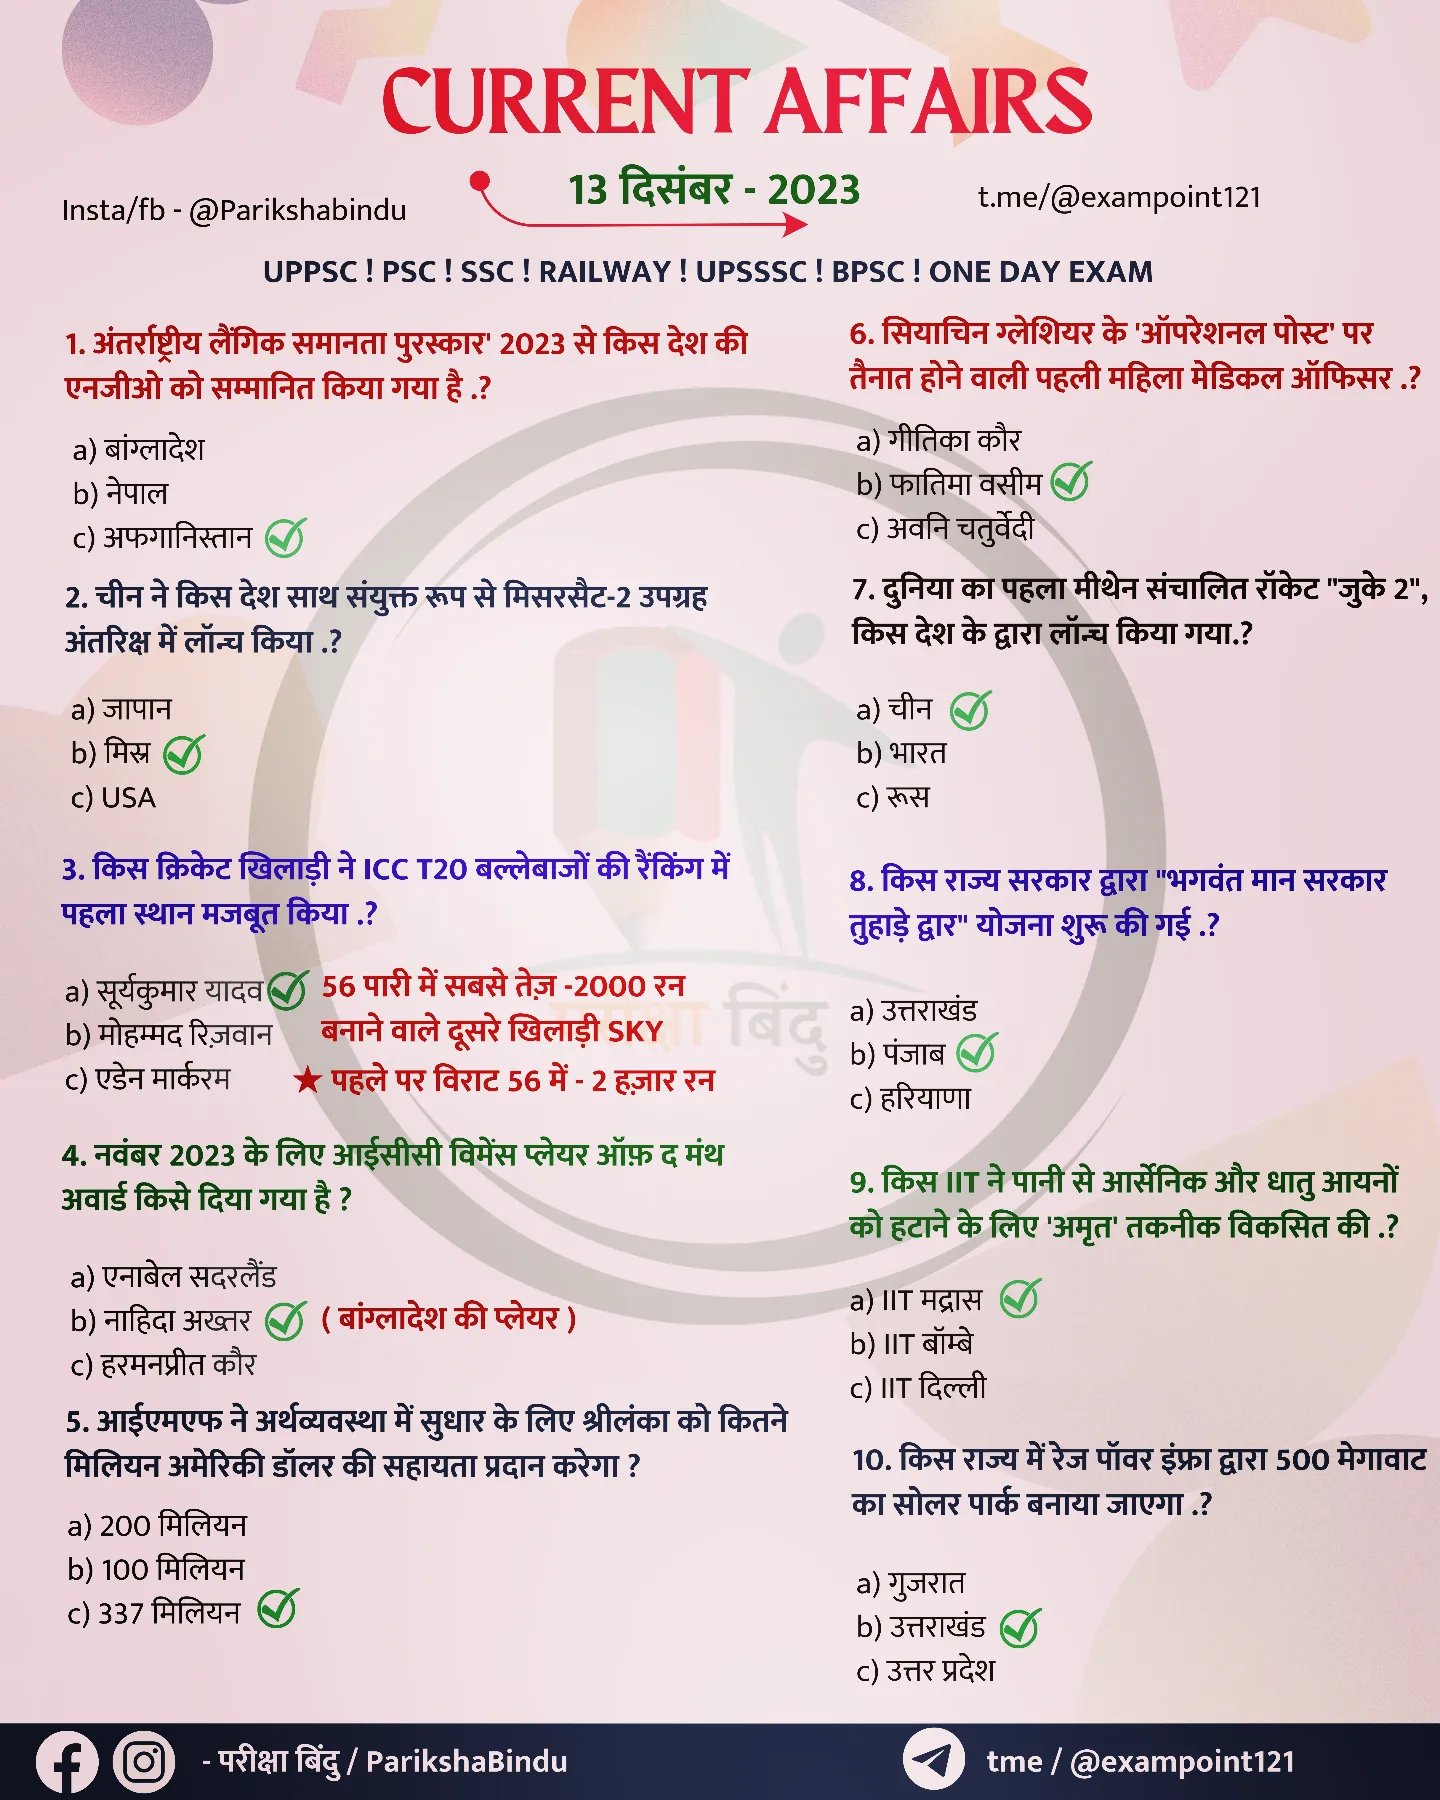 CURRENT AFFAIRS
13 दिसंबर - 2023
Insta/fb - @Parikshabindu
t.me/@exampoint121
UPPSC ! PSC ! SSC ! RAILWAY ! UPSSSC ! BPSC ! ONE DAY EXAM
1. अंतर्राष्ट्रीय लैंगिक समानता पुरस्कार' 2023 से किस देश की
एनजीओ को सम्मानित किया गया है .?
a) बांग्लादेश
b) नेपाल
c) अफगानिस्तान
2. चीन ने किस देश साथ संयुक्त रूप से मिसरसैट-2 उपग्रह
अंतरिक्ष में लॉन्च किया .?
a) जापान
b) मिस्र
c) USA
3. किस क्रिकेट खिलाड़ी ने ICC T20 बल्लेबाजों की रैंकिंग में
पहला स्थान मजबूत किया .?
a) सूर्यकुमार यादव
b) मोहम्मद रिज़वान
c) एडेन मार्करम
56 पारी में सबसे तेज़ -2000 रन
बनाने वाले दूसरे खिलाड़ी SKY
★ पहले पर विराट 56 में - 2 हज़ार रन
4. नवंबर 2023 के लिए आईसीसी विमेंस प्लेयर ऑफ़ द मंथ
अवार्ड किसे दिया गया है ?
a) एनाबेल सदरलैंड
b) नाहिदा अख्तर ( बांग्लादेश की प्लेयर )
c) हरमनप्रीत कौर
5. आईएमएफ ने अर्थव्यवस्था में सुधार के लिए श्रीलंका को कितने
मिलियन अमेरिकी डॉलर की सहायता प्रदान करेगा ?
a) 200 मिलियन
b) 100 मिलियन
c) 337 मिलियन
6. सियाचिन ग्लेशियर के 'ऑपरेशनल पोस्ट' पर
तैनात होने वाली पहली महिला मेडिकल ऑफिसर .?
a) गीतिका कौर
b) फातिमा वसीम
c) अवनि चतुर्वेदी
7. दुनिया का पहला मीथेन संचालित रॉकेट "जुके 2",
किस देश के द्वारा लॉन्च किया गया.?
a) चीन
b) भारत
c) रूस
8. किस राज्य सरकार द्वारा "भगवंत मान सरकार
तुहाड़े द्वार" योजना शुरू की गई .?
a) उत्तराखंड
b) पंजाब
c) हरियाणा
9. किस IIT ने पानी से आर्सेनिक और धातु आयनों
को हटाने के लिए 'अमृत' तकनीक विकसित की .?
a) IIT मद्रास
b) IIT बॉम्बे
c) IIT दिल्ली
10. किस राज्य में रेज पॉवर इंफ्रा द्वारा 500 मेगावाट
का सोलर पार्क बनाया जाएगा .?
a) गुजरात
b) उत्तराखंड
c) उत्तर प्रदेश
परीक्षा बिंदु
- परीक्षा बिंदु / ParikshaBindu
tme / @exampoint121